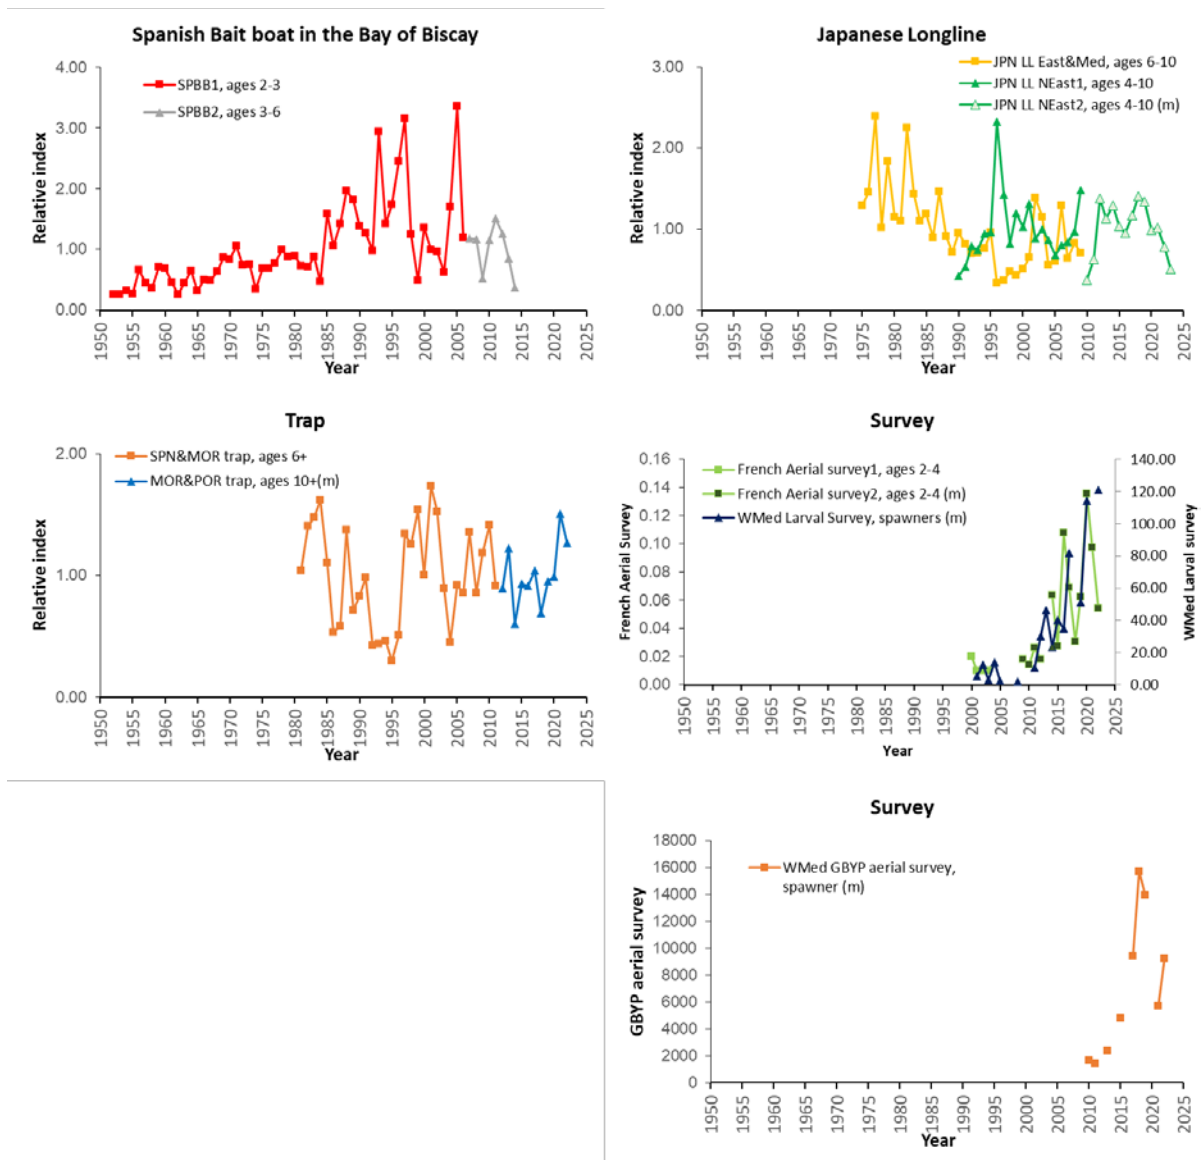 Spanish Bait boat in the Bay of Biscay
4.00
3.00
2.00
1.00
0.00
Relative index
SPBB1, ages 2-3
SPBB2, ages 3-6
1950 1955 1960 1965 1970 1975 1980 1985 1990 1995 2000 2005 2010 2015 2020 2025
Year
Japanese Longline
3.00
2.00
1.00
0.00
Relative index
JPN LL East&Med, ages 6-10
JPN LL NEast1, ages 4-10
JPN LL NEast2, ages 4-10 (m)
1950 1955 1960 1965 1970 1975 1980 1985 1990 1995 2000 2005 2010 2015 2020 2025
Year
Trap
2.00
1.00
0.00
Relative index
SPN&MOR trap, ages 6+
MOR&POR trap, ages 10+(m)
1950 1955 1960 1965 1970 1975 1980 1985 1990 1995 2000 2005 2010 2015 2020 2025
Year
Survey
0.16
0.14
0.12
0.10
0.08
0.06
0.04
0.02
0.00
French Aerial Survey
French Aerial survey1, ages 2-4
French Aerial survey2, ages 2-4 (m)
WMed Larval Survey, spawners (m)
140.00
120.00
100.00
80.00
60.00
40.00
20.00
0.00
WMed Larval survey
1950 1955 1960 1965 1970 1975 1980 1985 1990 1995 2000 2005 2010 2015 2020 2025
Year
Survey
18000
16000
14000
12000
10000
8000
6000
4000
2000
0
GBYP aerial survey
WMed GBYP aerial survey,
spawner (m)
1950 1955 1960 1965 1970 1975 1980 1985 1990 1995 2000 2005 2010 2015 2020 2025
Year